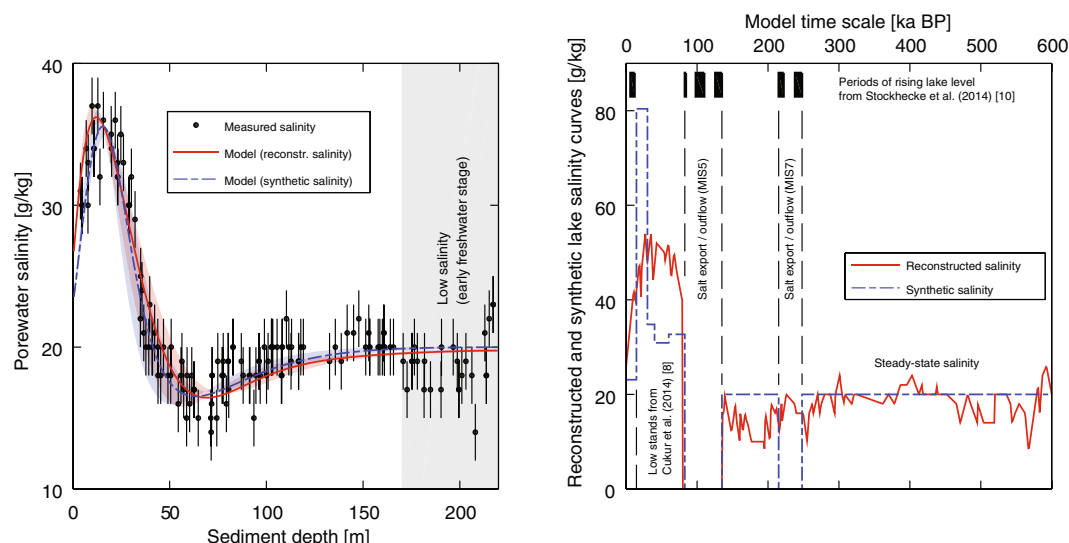 40
30
20
10
0
50
100
150
200
Porewater salinity [g/kg]
Sediment depth [m]
Measured salinity
Model (reconstr. salinity)
Model (synthetic salinity)
Low salinity
(early freshwater stage)
Model time scale [ka BP]
0
100
200
300
400
500
600
Reconstructed and synthetic lake salinity curves [g/kg]
80
60
40
20
0
Periods of rising lake level
from Stockhecke et al. (2014) [10]
Salt export / outflow (MIS5)
Salt export / outflow (MIS7)
Low stands from
Cukur et al. (2014) [8]
Reconstructed salinity
Synthetic salinity
Steady-state salinity